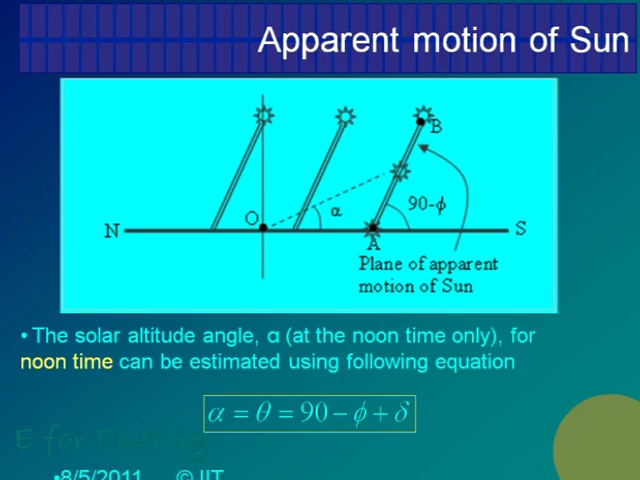 Apparent motion of Sun
B
O
α
90-ϕ
N
S
A
Plane of apparent
motion of Sun
• The solar altitude angle, α (at the noon time only), for
noon time can be estimated using following equation
α = θ = 90 − ϕ + δ
E for Energy
•8/5/2011 © IIT